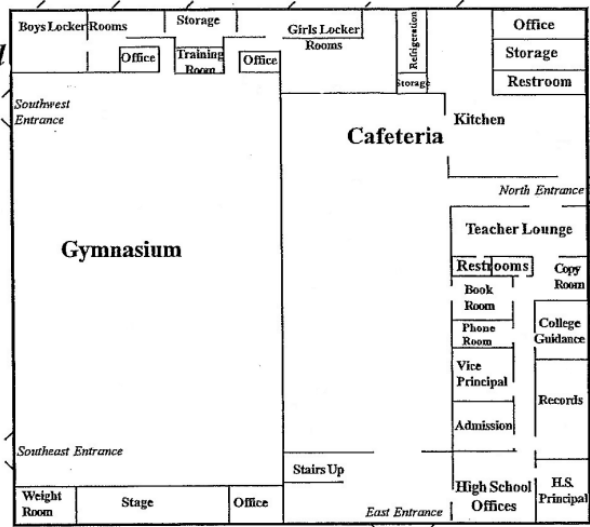 Boys Locker Rooms
Storage
Girls Locker
Rooms
Refrigeration
Office
Office
Training
Room
Office
Storage
Storage
Restroom
Southwest
Entrance
Cafeteria
Kitchen
North Entrance
Gymnasium
Teacher Lounge
Restrooms
Copy
Room
Book
Room
Phone
Room
College
Guidance
Vice
Principal
Records
Admission
Southeast Entrance
Stairs Up
Weight
Room
Stage
Office
East Entrance
High School
Offices
H.S.
Principal